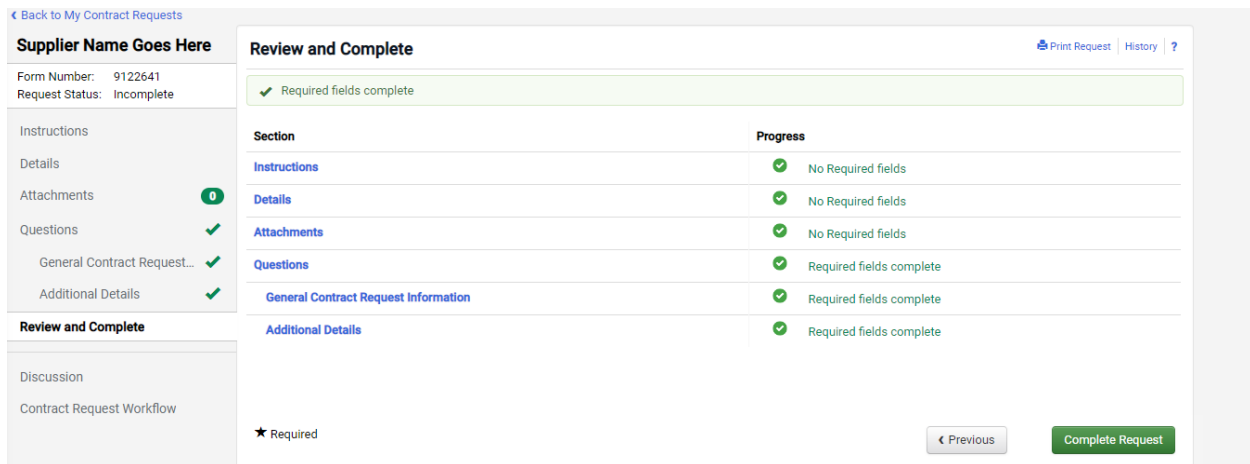 Back to My Contract Requests
Supplier Name Goes Here
Form Number: 9122641
Request Status: Incomplete
Instructions
Details
Attachments 0
Questions
General Contract Request...
Additional Details
Review and Complete
Discussion
Contract Request Workflow
Review and Complete
Print Request History ?
Required fields complete
Section Progress
Instructions No Required fields
Details No Required fields
Attachments No Required fields
Questions Required fields complete
General Contract Request Information Required fields complete
Additional Details Required fields complete
★ Required
Previous Complete Request